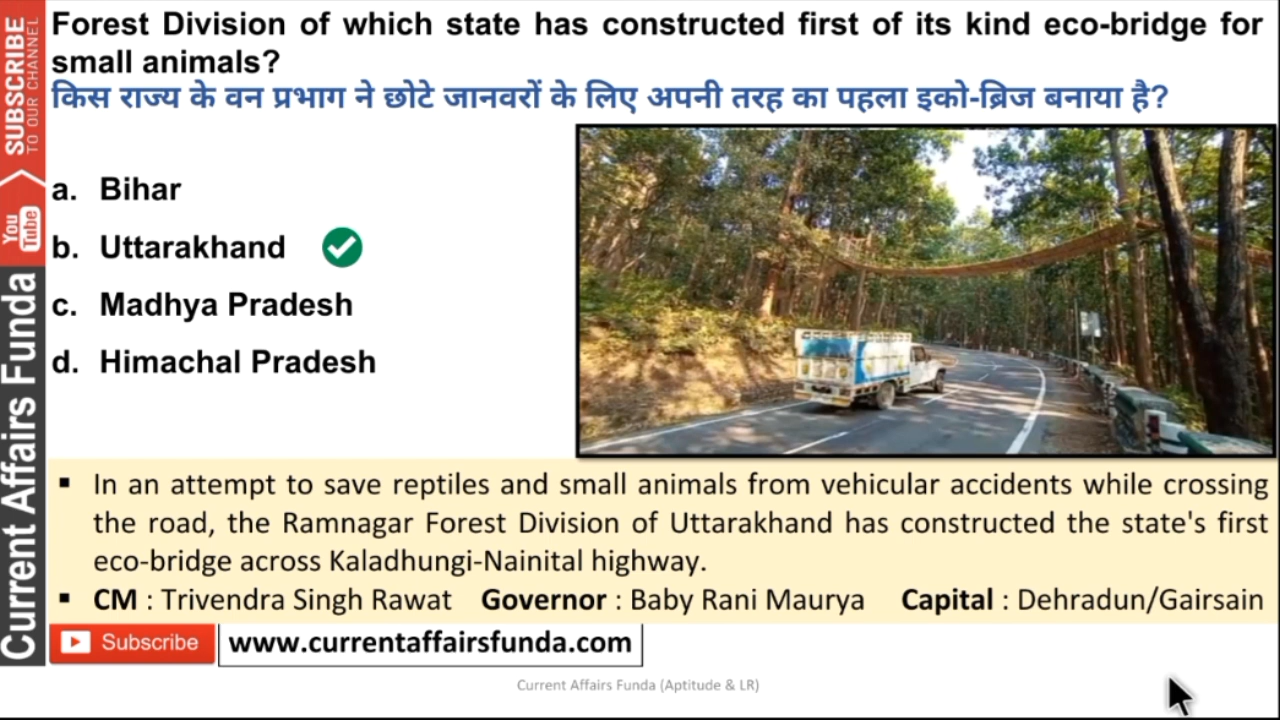 Forest Division of which state has constructed first of its kind eco-bridge for
small animals?
किस राज्य के वन प्रभाग ने छोटे जानवरों के लिए अपनी तरह का पहला इको-ब्रिज बनाया है?
a. Bihar
b. Uttarakhand
c. Madhya Pradesh
d. Himachal Pradesh
▪ In an attempt to save reptiles and small animals from vehicular accidents while crossing
the road, the Ramnagar Forest Division of Uttarakhand has constructed the state's first
eco-bridge across Kaladhungi-Nainital highway.
▪ CM : Trivendra Singh Rawat Governor : Baby Rani Maurya Capital : Dehradun/Gairsain
Subscribe www.currentaffairsfunda.com
Current Affairs Funda (Aptitude & LR)
SUBSCRIBE
TO OUR CHANNEL
You
Tube
Current Affairs Funda